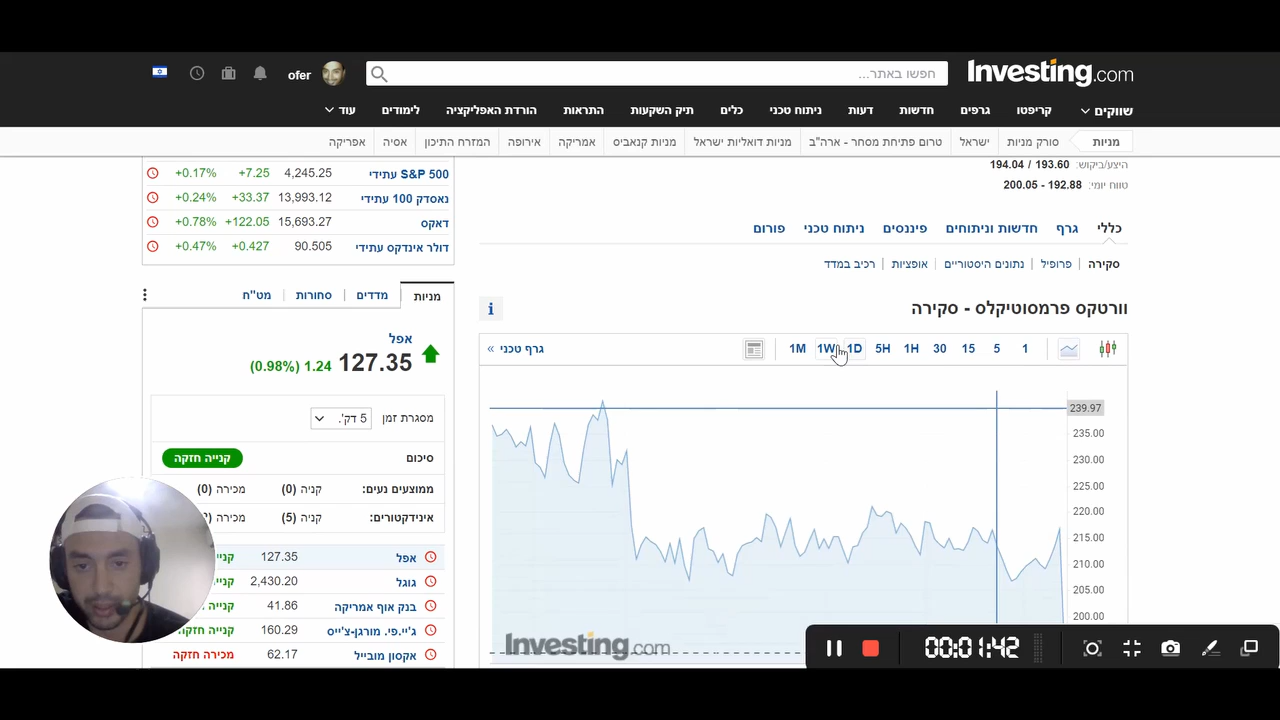 Investing.com
חפשו באתר...
ofer
שווקים
קריפטו
גרפים
חדשות
דעות
ניתוח טכני
כלים
תיק השקעות
התראות
הורדת האפליקציה
לימודים
עוד
מניות
סורק מניות
ישראל
טרום פתיחת מסחר - ארה"ב
מניות דואליות ישראל
מניות קנאביס
אמריקה
אירופה
המזרח התיכון
אסיה
אפריקה
היצע/ביקוש: 193.60 / 194.04
טווח יומי: 192.88 - 200.05
כללי
גרף
חדשות וניתוחים
פיננסים
ניתוח טכני
פורום
סקירה
פרופיל
נתונים היסטוריים
אופציות
רכיב במדד
וורטקס פרמסוטיקלס - סקירה
i
1
5
15
30
1H
5H
1D
1W
1M
גרף טכני »
239.97
235.00
230.00
225.00
220.00
215.00
210.00
205.00
200.00
Investing.com
S&P 500 עתידי 4,245.25 +7.25 +0.17%
נאסדק 100 עתידי 13,993.12 +33.37 +0.24%
דאקס 15,693.27 +122.05 +0.78%
דולר אינדקס עתידי 90.505 +0.427 +0.47%
מניות
מדדים
סחורות
מט"ח
אפל
127.35 1.24 (0.98%)
מסגרת זמן
5 דק'.
סיכום
קנייה חזקה
ממוצעים נעים: קניה (0) מכירה (0)
אינידקטורים: קניה (5) מכירה
אפל 127.35
גוגל 2,430.20
בנק אוף אמריקה 41.86
ג'יי.פי. מורגן-צ'ייס 160.29 קנייה
אקסון מובייל 62.17 מכירה חזקה
00:01:42